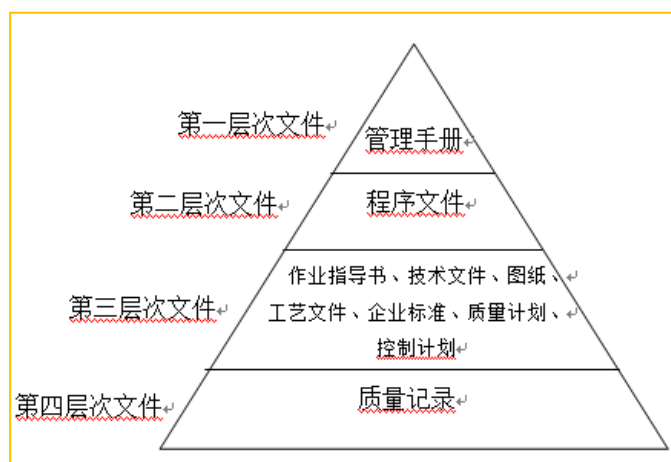 第一层次文件
管理手册
第二层次文件
程序文件
作业指导书、技术文件、图纸、
第三层次文件
工艺文件、企业标准、质量计划、
控制计划
第四层次文件
质量记录